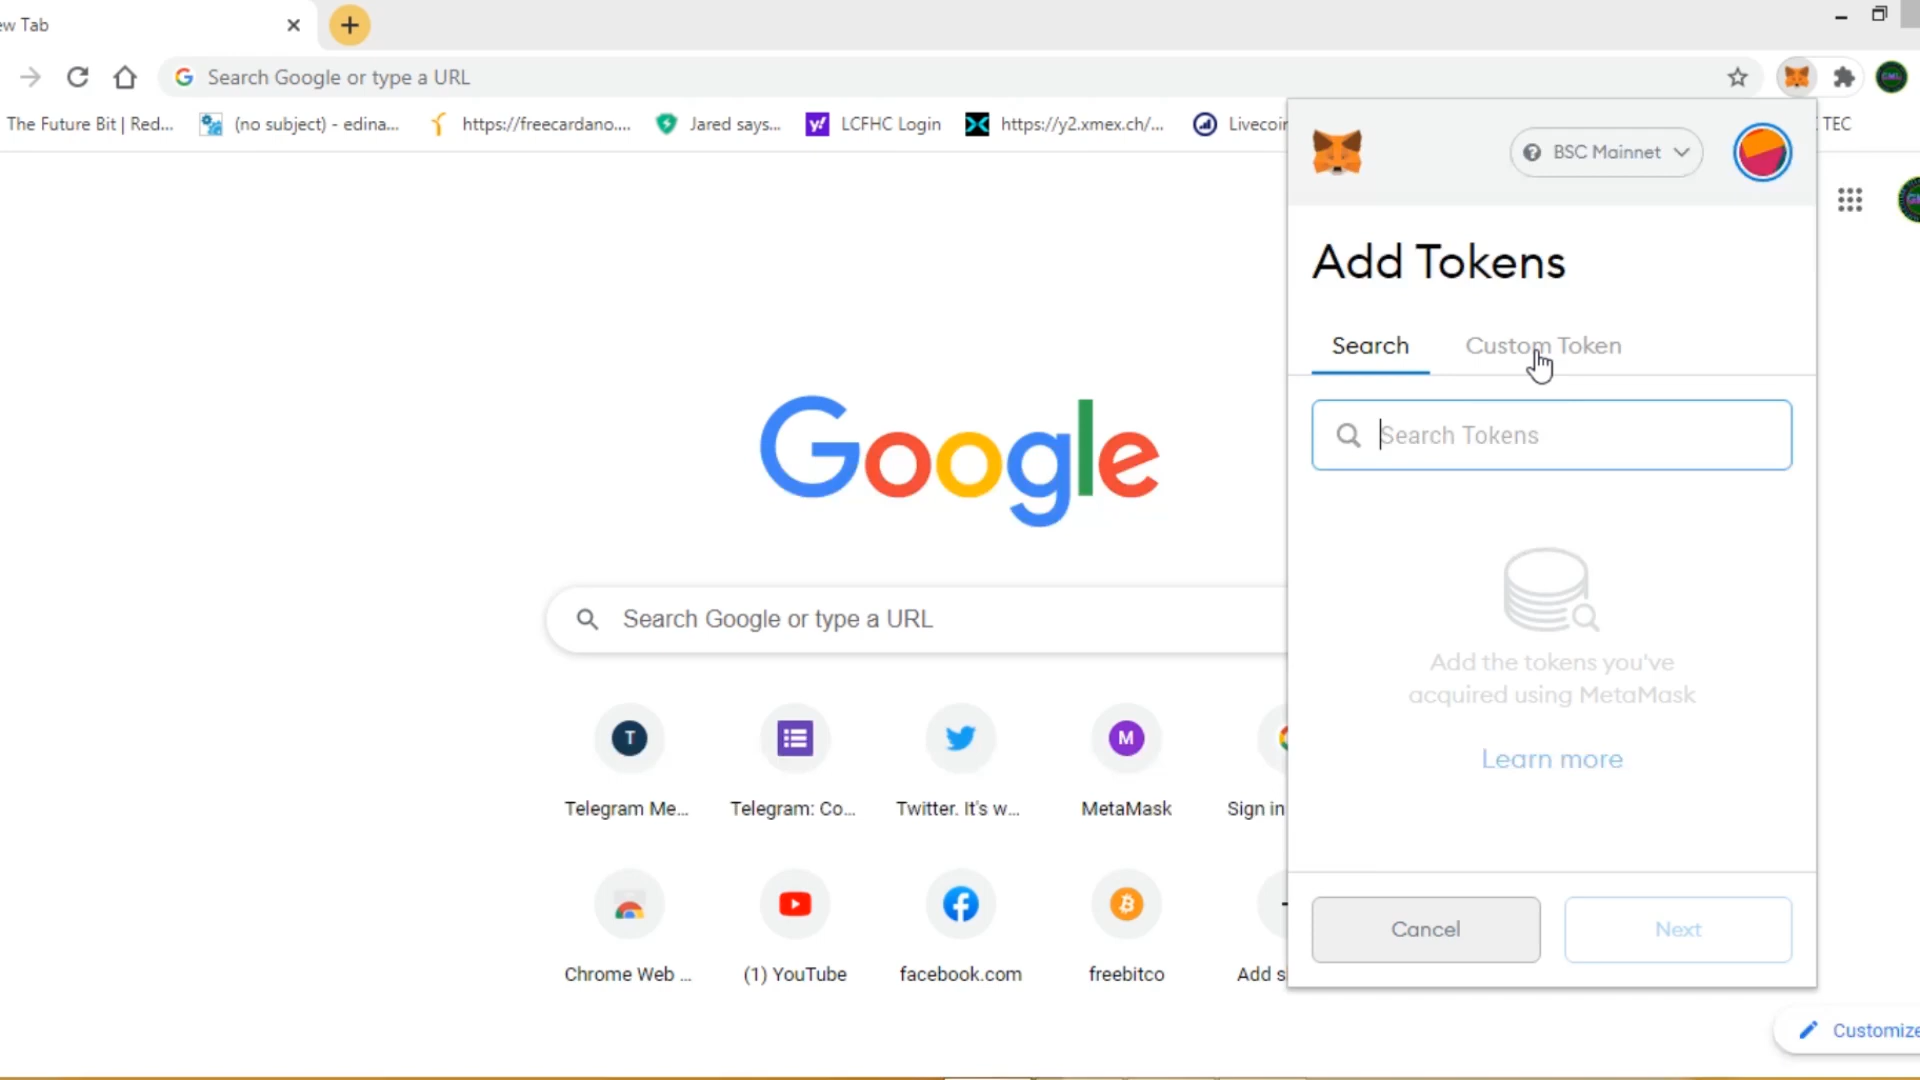 ew Tab
Search Google or type a URL
The Future Bit | Red...
(no subject) - edina...
https://freecardano....
Jared says...
LCFHC Login
https://y2.xmex.ch/...
Livecoin
TEC
BSC Mainnet
Add Tokens
Search
Custom Token
Search Tokens
Add the tokens you've
acquired using MetaMask
Learn more
Cancel
Next
Google
Search Google or type a URL
T
M
Telegram Me...
Telegram: Co...
Twitter. It's w...
MetaMask
Sign in
Chrome Web ...
(1) YouTube
facebook.com
freebitco
Add s
Customize